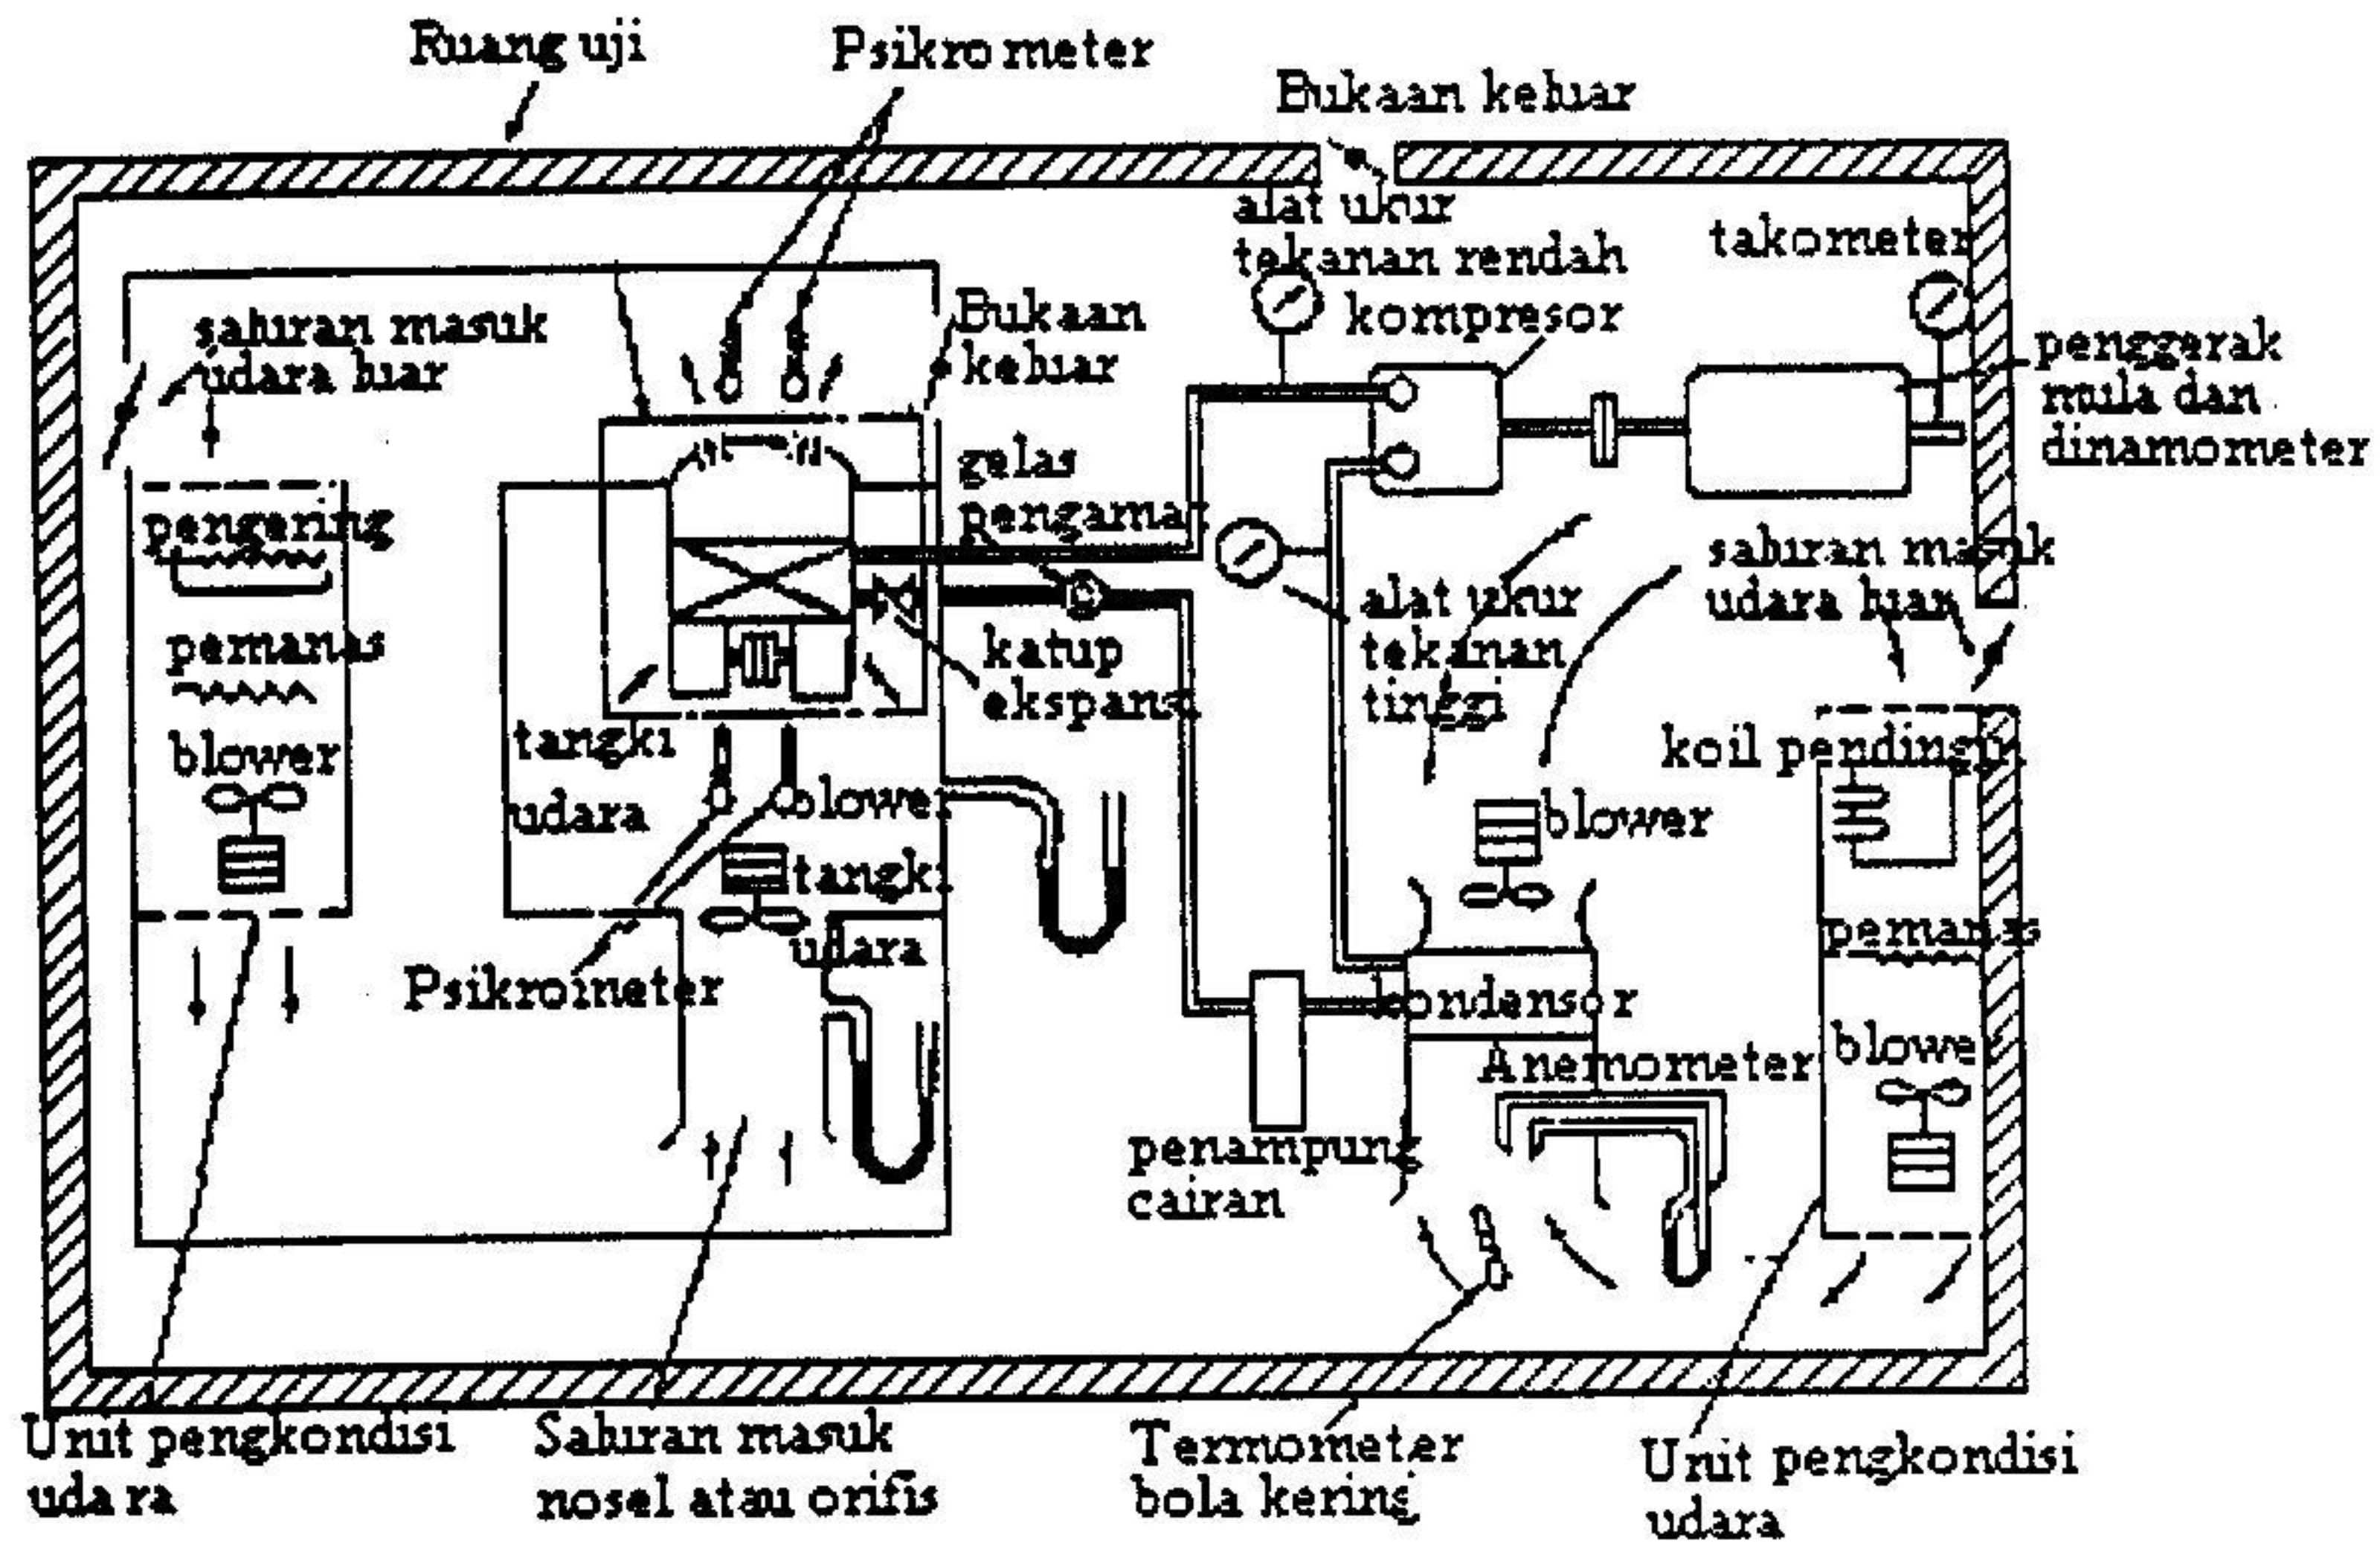 Ruang uji
Psikrometer
Bukaan keluar
alat ukur
tekanan rendah
kompresor
takometer
penggerak
mula dan
dinamometer
saluran masuk
udara luar
Bukaan
keluar
pengering
pemanas
blower
gelas
pengamat
katup
ekspansi
tangki
udara
blower
tangki
udara
Psikrometer
alat ukur
tekanan
tinggi
saluran masuk
udara luar
koil pendingin
blower
pemanas
kondensor
Anemometer
blower
penampung
cairan
Unit pengkondisi
udara
Saluran masuk
nosel atau orifis
Termometer
bola kering
Unit pengkondisi
udara